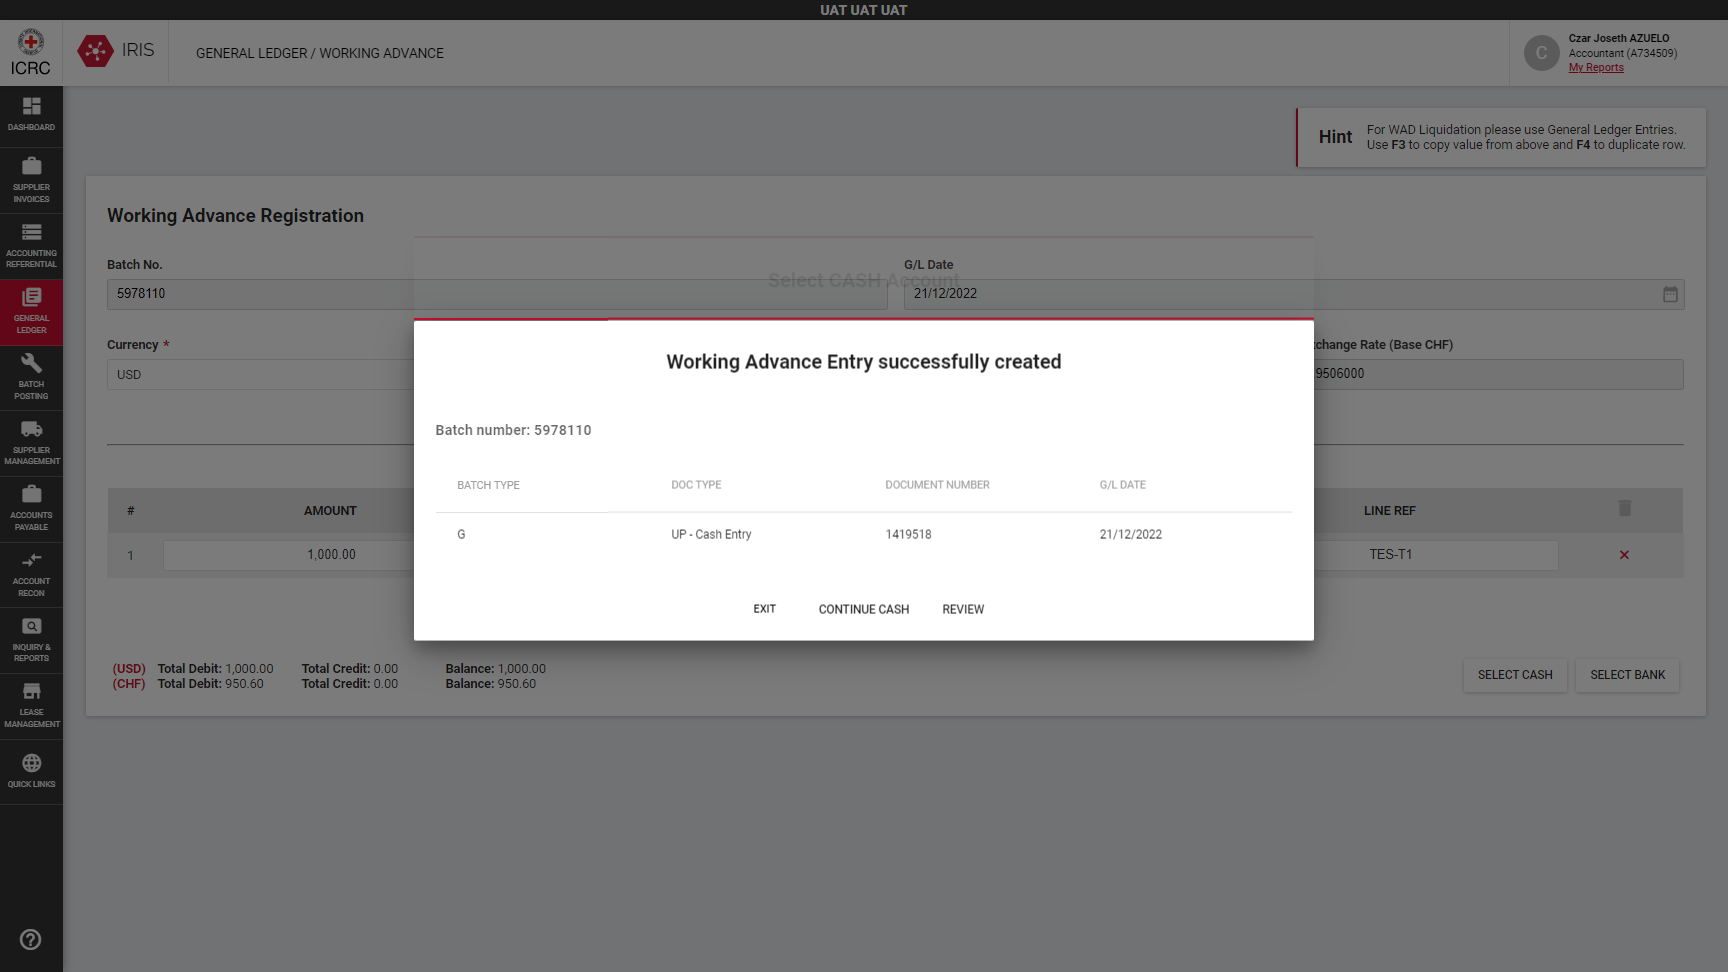 UAT UAT UAT
ICRC
IRIS
GENERAL LEDGER / WORKING ADVANCE
C
Czar Joseth AZUELO
Accountant (A734509)
My Reports
DASHBOARD
SUPPLIER
INVOICES
ACCOUNTING
REFERENTIAL
GENERAL
LEDGER
BATCH
POSTING
SUPPLIER
MANAGEMENT
ACCOUNTS
PAYABLE
ACCOUNT
RECON
INQUIRY &
REPORTS
LEASE
MANAGEMENT
QUICK LINKS
Hint
For WAD Liquidation please use General Ledger Entries.
Use F3 to copy value from above and F4 to duplicate row.
Working Advance Registration
Batch No.
G/L Date
Select CASH Account
5978110
21/12/2022
Currency *
change Rate (Base CHF)
USD
9506000
Working Advance Entry successfully created
Batch number: 5978110
BATCH TYPE DOC TYPE DOCUMENT NUMBER G/L DATE
G UP - Cash Entry 1419518 21/12/2022
EXIT CONTINUE CASH REVIEW
# AMOUNT LINE REF
1 1,000.00 TES-T1
(USD) Total Debit: 1,000.00 Total Credit: 0.00 Balance: 1,000.00
(CHF) Total Debit: 950.60 Total Credit: 0.00 Balance: 950.60
SELECT CASH
SELECT BANK